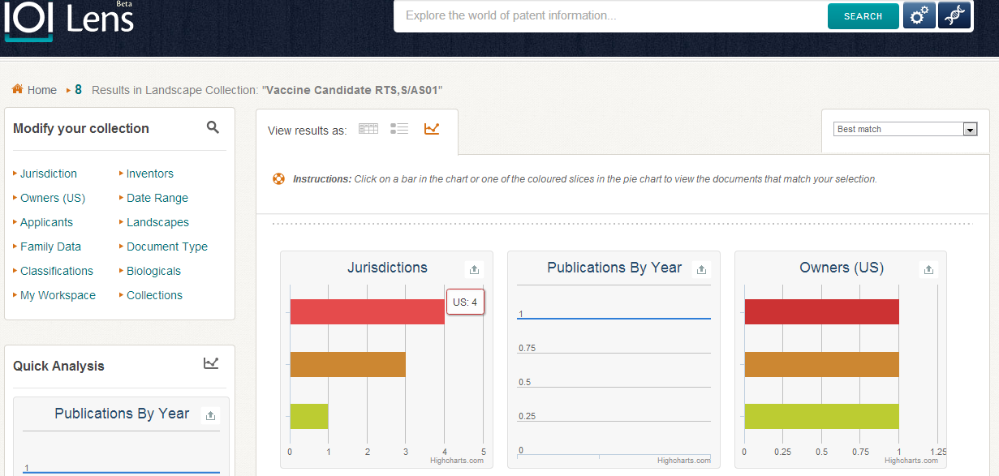 Lens Beta
Explore the world of patent information...
SEARCH
Home 8 Results in Landscape Collection: "Vaccine Candidate RTS,S/AS01"
Modify your collection
Jurisdiction Inventors
Owners (US) Date Range
Applicants Landscapes
Family Data Document Type
Classifications Biologicals
My Workspace Collections
Quick Analysis
Publications By Year
1
View results as:
Best match
Instructions: Click on a bar in the chart or one of the coloured slices in the pie chart to view the documents that match your selection.
Jurisdictions
US: 4
0 1 2 3 4 5
Highcharts.com
Publications By Year
1
0.75
0.5
0.25
0
Highcharts.com
Owners (US)
0 0.25 0.5 0.75 1 1.25
Highcharts.com